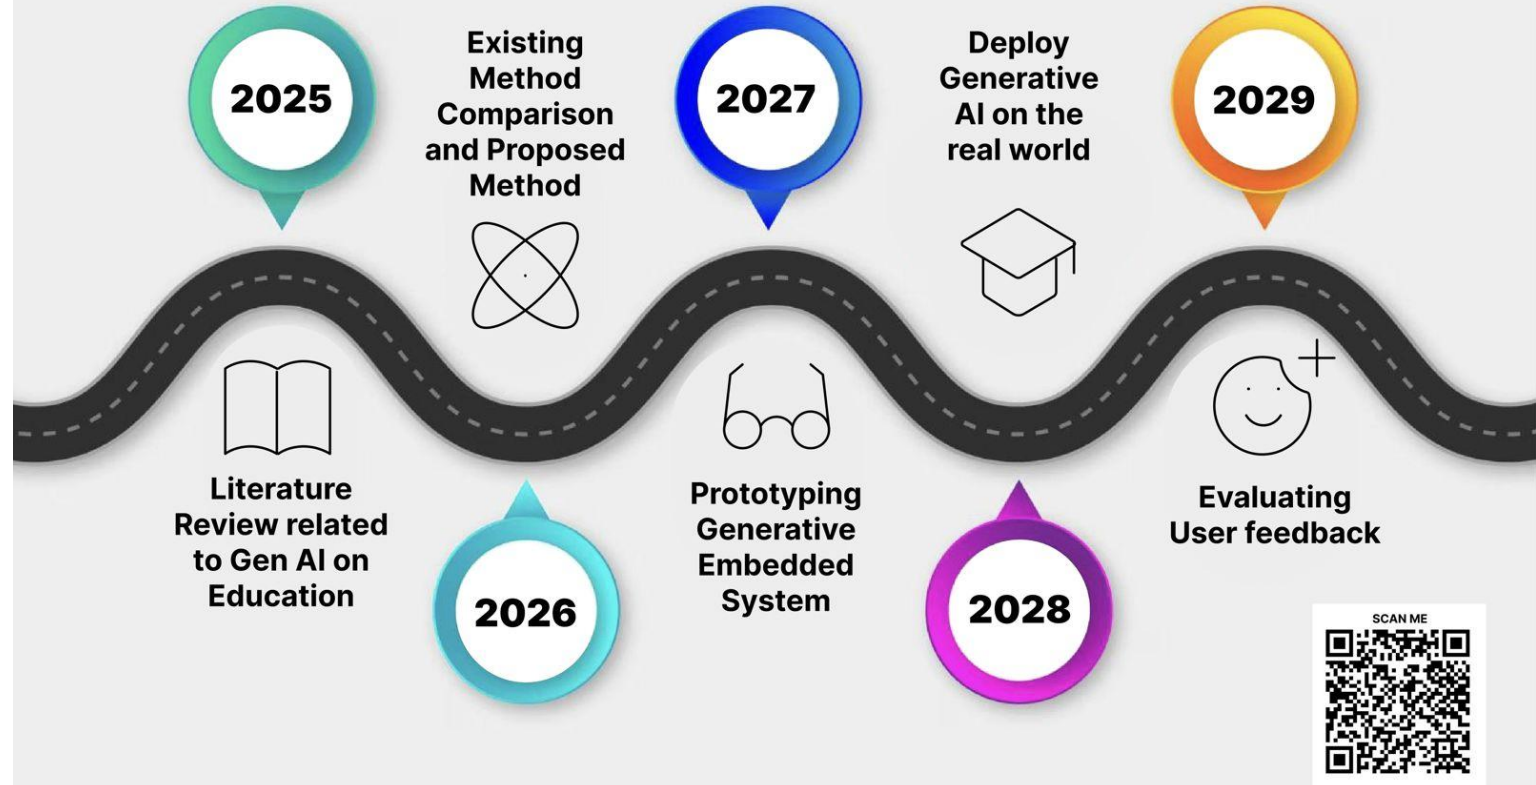 2025
Literature
Review related
to Gen AI on
Education
Existing
Method
Comparison
and Proposed
Method
2026
2027
Prototyping
Generative
Embedded
System
Deploy
Generative
AI on the
real world
2028
2029
Evaluating
User feedback
SCAN ME